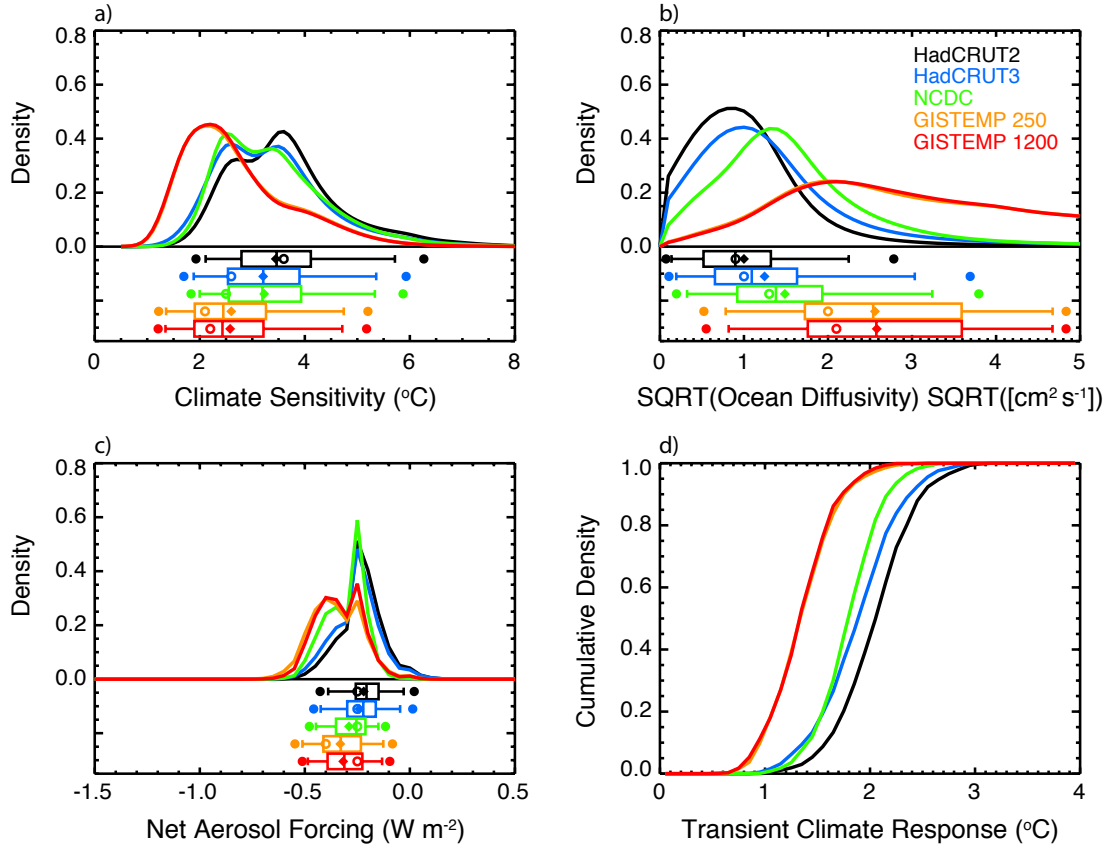 a)
0.8
0.6
0.4
0.2
0.0
Density
0
2
4
6
8
Climate Sensitivity (ºC)
b)
0.8
0.6
0.4
0.2
0.0
Density
HadCRUT2
HadCRUT3
NCDC
GISTEMP 250
GISTEMP 1200
0
1
2
3
4
5
SQRT(Ocean Diffusivity) SQRT([cm² s⁻¹])
c)
0.8
0.6
0.4
0.2
0.0
Density
-1.5
-1.0
-0.5
0.0
0.5
Net Aerosol Forcing (W m⁻²)
d)
1.0
0.8
0.6
0.4
0.2
0.0
Cumulative Density
0
1
2
3
4
Transient Climate Response (ºC)